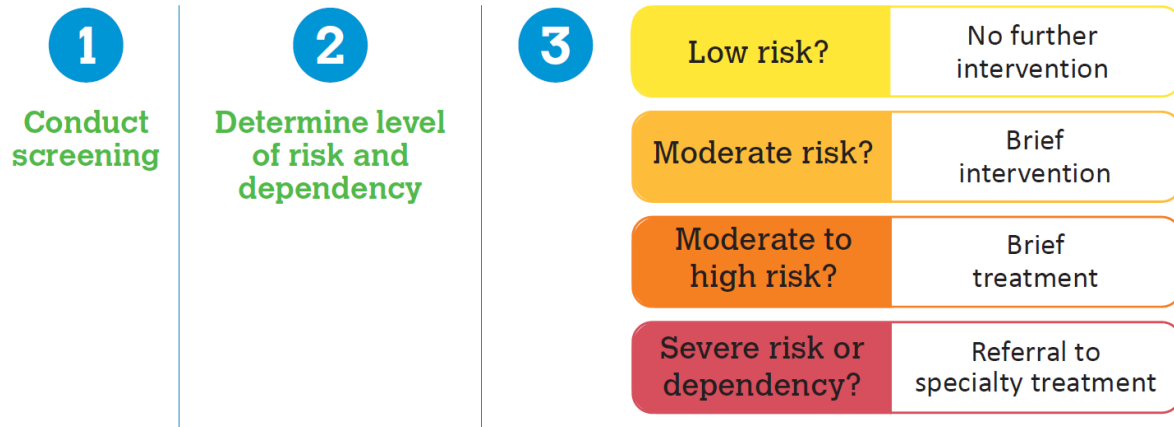 1
Conduct
screening
2
Determine level
of risk and
dependency
3
Low risk?
No further
intervention
Moderate risk?
Brief
intervention
Moderate to
high risk?
Brief
treatment
Severe risk or
dependency?
Referral to
specialty treatment